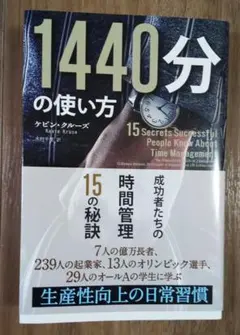 1440分
の使い方
ケビン・クルーズ
Kevin Kruse
15 Secrets Successful
People Know About
Time Management
成功者たちの
時間管理
15の秘訣
7人の億万長者、
239人の起業家、13人のオリンピック選手、
29人のオールAの学生に学ぶ
生産性向上の日常習慣